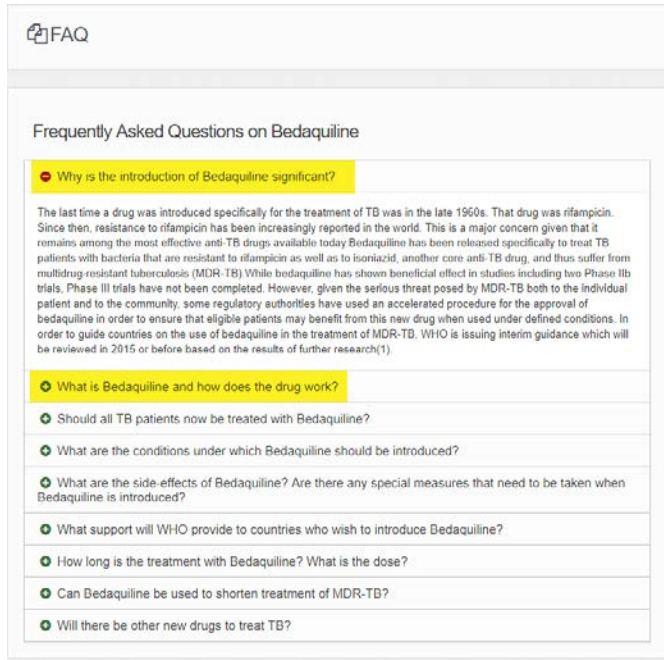 FAQ
Frequently Asked Questions on Bedaquiline
Why is the introduction of Bedaquiline significant?
The last time a drug was introduced specifically for the treatment of TB was in the late 1960s. That drug was rifampicin.
Since then, resistance to rifampicin has been increasingly reported in the world. This is a major concern given that it
remains among the most effective anti-TB drugs available today.Bedaquiline has been released specifically to treat TB
patients with bacteria that are resistant to rifampicin as well as to isoniazid, another core anti-TB drug, and thus suffer from
multidrug-resistant tuberculosis (MDR-TB).While bedaquiline has shown beneficial effect in studies including two Phase IIb
trials, Phase III trials have not been completed. However, given the serious threat posed by MDR-TB both to the individual
patient and to the community, some regulatory authorities have used an accelerated procedure for the approval of
bedaquiline in order to ensure that eligible patients may benefit from this new drug when used under defined conditions. In
order to guide countries on the use of bedaquiline in the treatment of MDR-TB, WHO is issuing interim guidance which will
be reviewed in 2015 or before based on the results of further research(1).
What is Bedaquiline and how does the drug work?
Should all TB patients now be treated with Bedaquiline?
What are the conditions under which Bedaquiline should be introduced?
What are the side-effects of Bedaquiline? Are there any special measures that need to be taken when
Bedaquiline is introduced?
What support will WHO provide to countries who wish to introduce Bedaquiline?
How long is the treatment with Bedaquiline? What is the dose?
Can Bedaquiline be used to shorten treatment of MDR-TB?
Will there be other new drugs to treat TB?